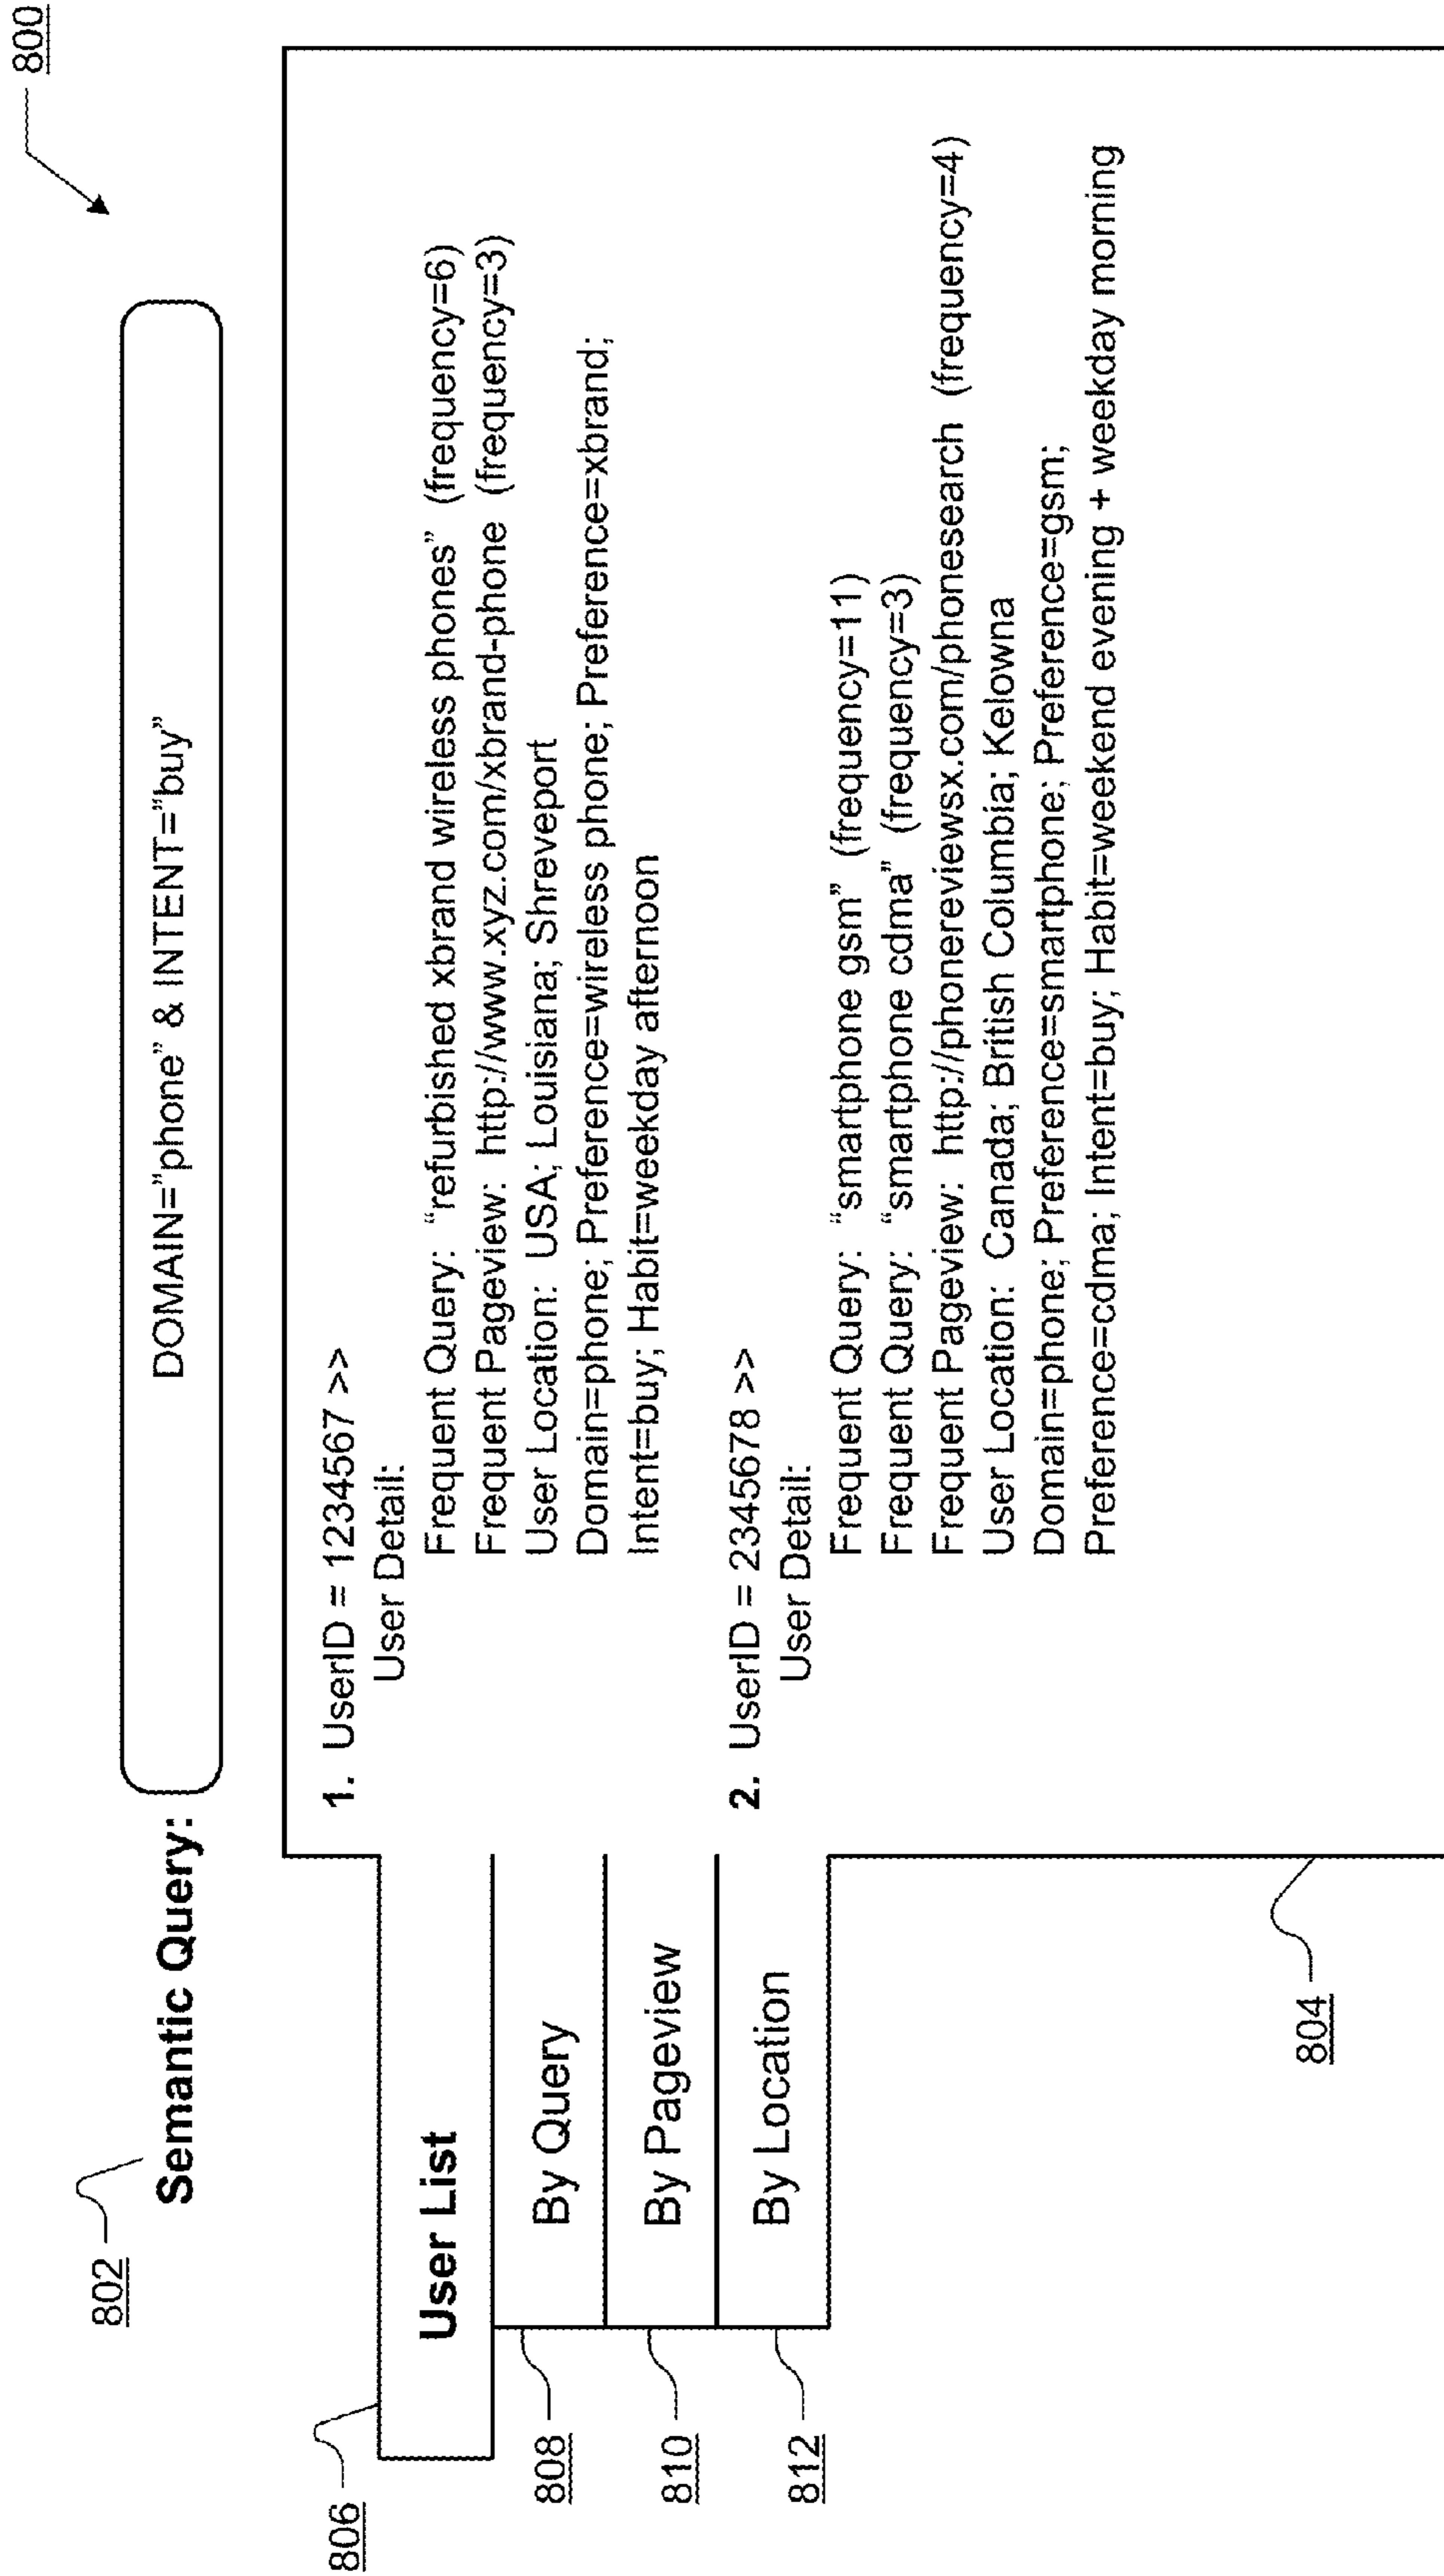 800
802
Semantic Query:
DOMAIN="phone" & INTENT="buy"
806
User List
808
By Query
810
By Pageview
812
By Location
804
1. UserID = 1234567 >>
User Detail:
Frequent Query: "refurbished xbrand wireless phones" (frequency=6)
Frequent Pageview: http://www.xyz.com/xbrand-phone (frequency=3)
User Location: USA; Louisiana; Shreveport
Domain=phone; Preference=wireless phone; Preference=xbrand;
Intent=buy; Habit=weekday afternoon
2. UserID = 2345678 >>
User Detail:
Frequent Query: "smartphone gsm" (frequency=11)
Frequent Query: "smartphone cdma" (frequency=3)
Frequent Pageview: http://phonereviewsx.com/phonesearch (frequency=4)
User Location: Canada; British Columbia; Kelowna
Domain=phone; Preference=smartphone; Preference=gsm;
Preference=cdma; Intent=buy; Habit=weekend evening + weekday morning